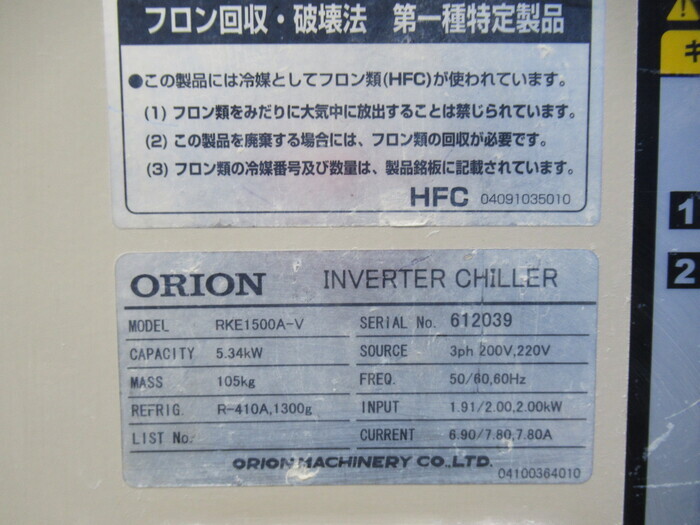 フロン回収・破壊法 第一種特定製品
●この製品には冷媒としてフロン類(HFC)が使われています。
(1) フロン類をみだりに大気中に放出することは禁じられています。
(2) この製品を廃棄する場合には、フロン類の回収が必要です。
(3) フロン類の冷媒番号及び数量は、製品銘板に記載されています。
HFC 04091035010
キ
1
2
ORION INVERTER CHILLER
MODEL RKE1500A-V SERIAL No. 612039
CAPACITY 5.34kW SOURCE 3ph 200V,220V
MASS 105kg FREQ. 50/60,60Hz
REFRIG. R-410A,1300g INPUT 1.91/2.00,2.00kW
LIST No. CURRENT 6.90/7.80,7.80A
ORION MACHINERY CO.,LTD. 04100364010